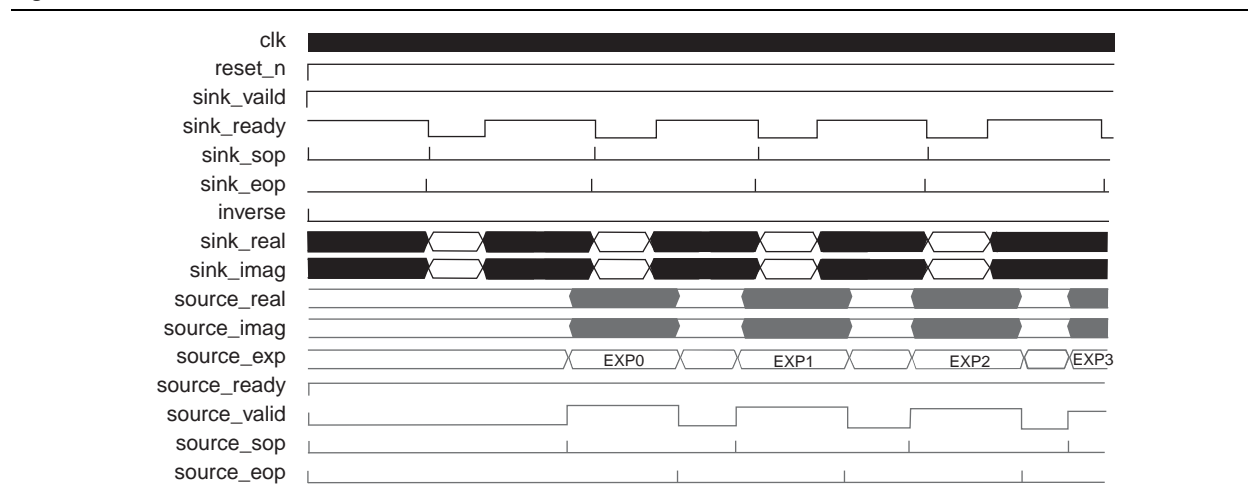 clk
reset_n
sink_vaild
sink_ready
sink_sop
sink_eop
inverse
sink_real
sink_imag
source_real
source_imag
source_exp EXP0 EXP1 EXP2 EXP3
source_ready
source_valid
source_sop
source_eop